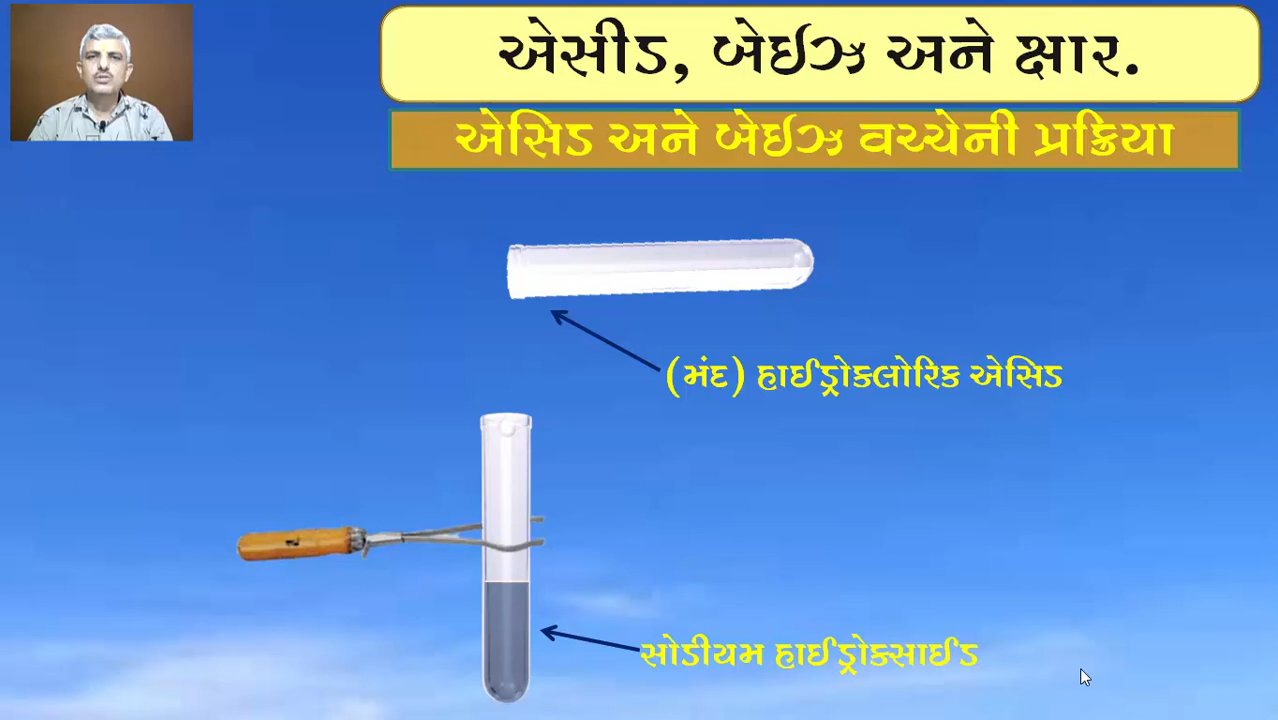 એસીડ, બેઈઝ અને ક્ષાર.
એસિડ અને બેઈઝ વચ્ચેની પ્રક્રિયા
(મંદ) હાઈડ્રોક્લોરિક એસિડ
સોડીયમ હાઈડ્રોક્સાઈડ